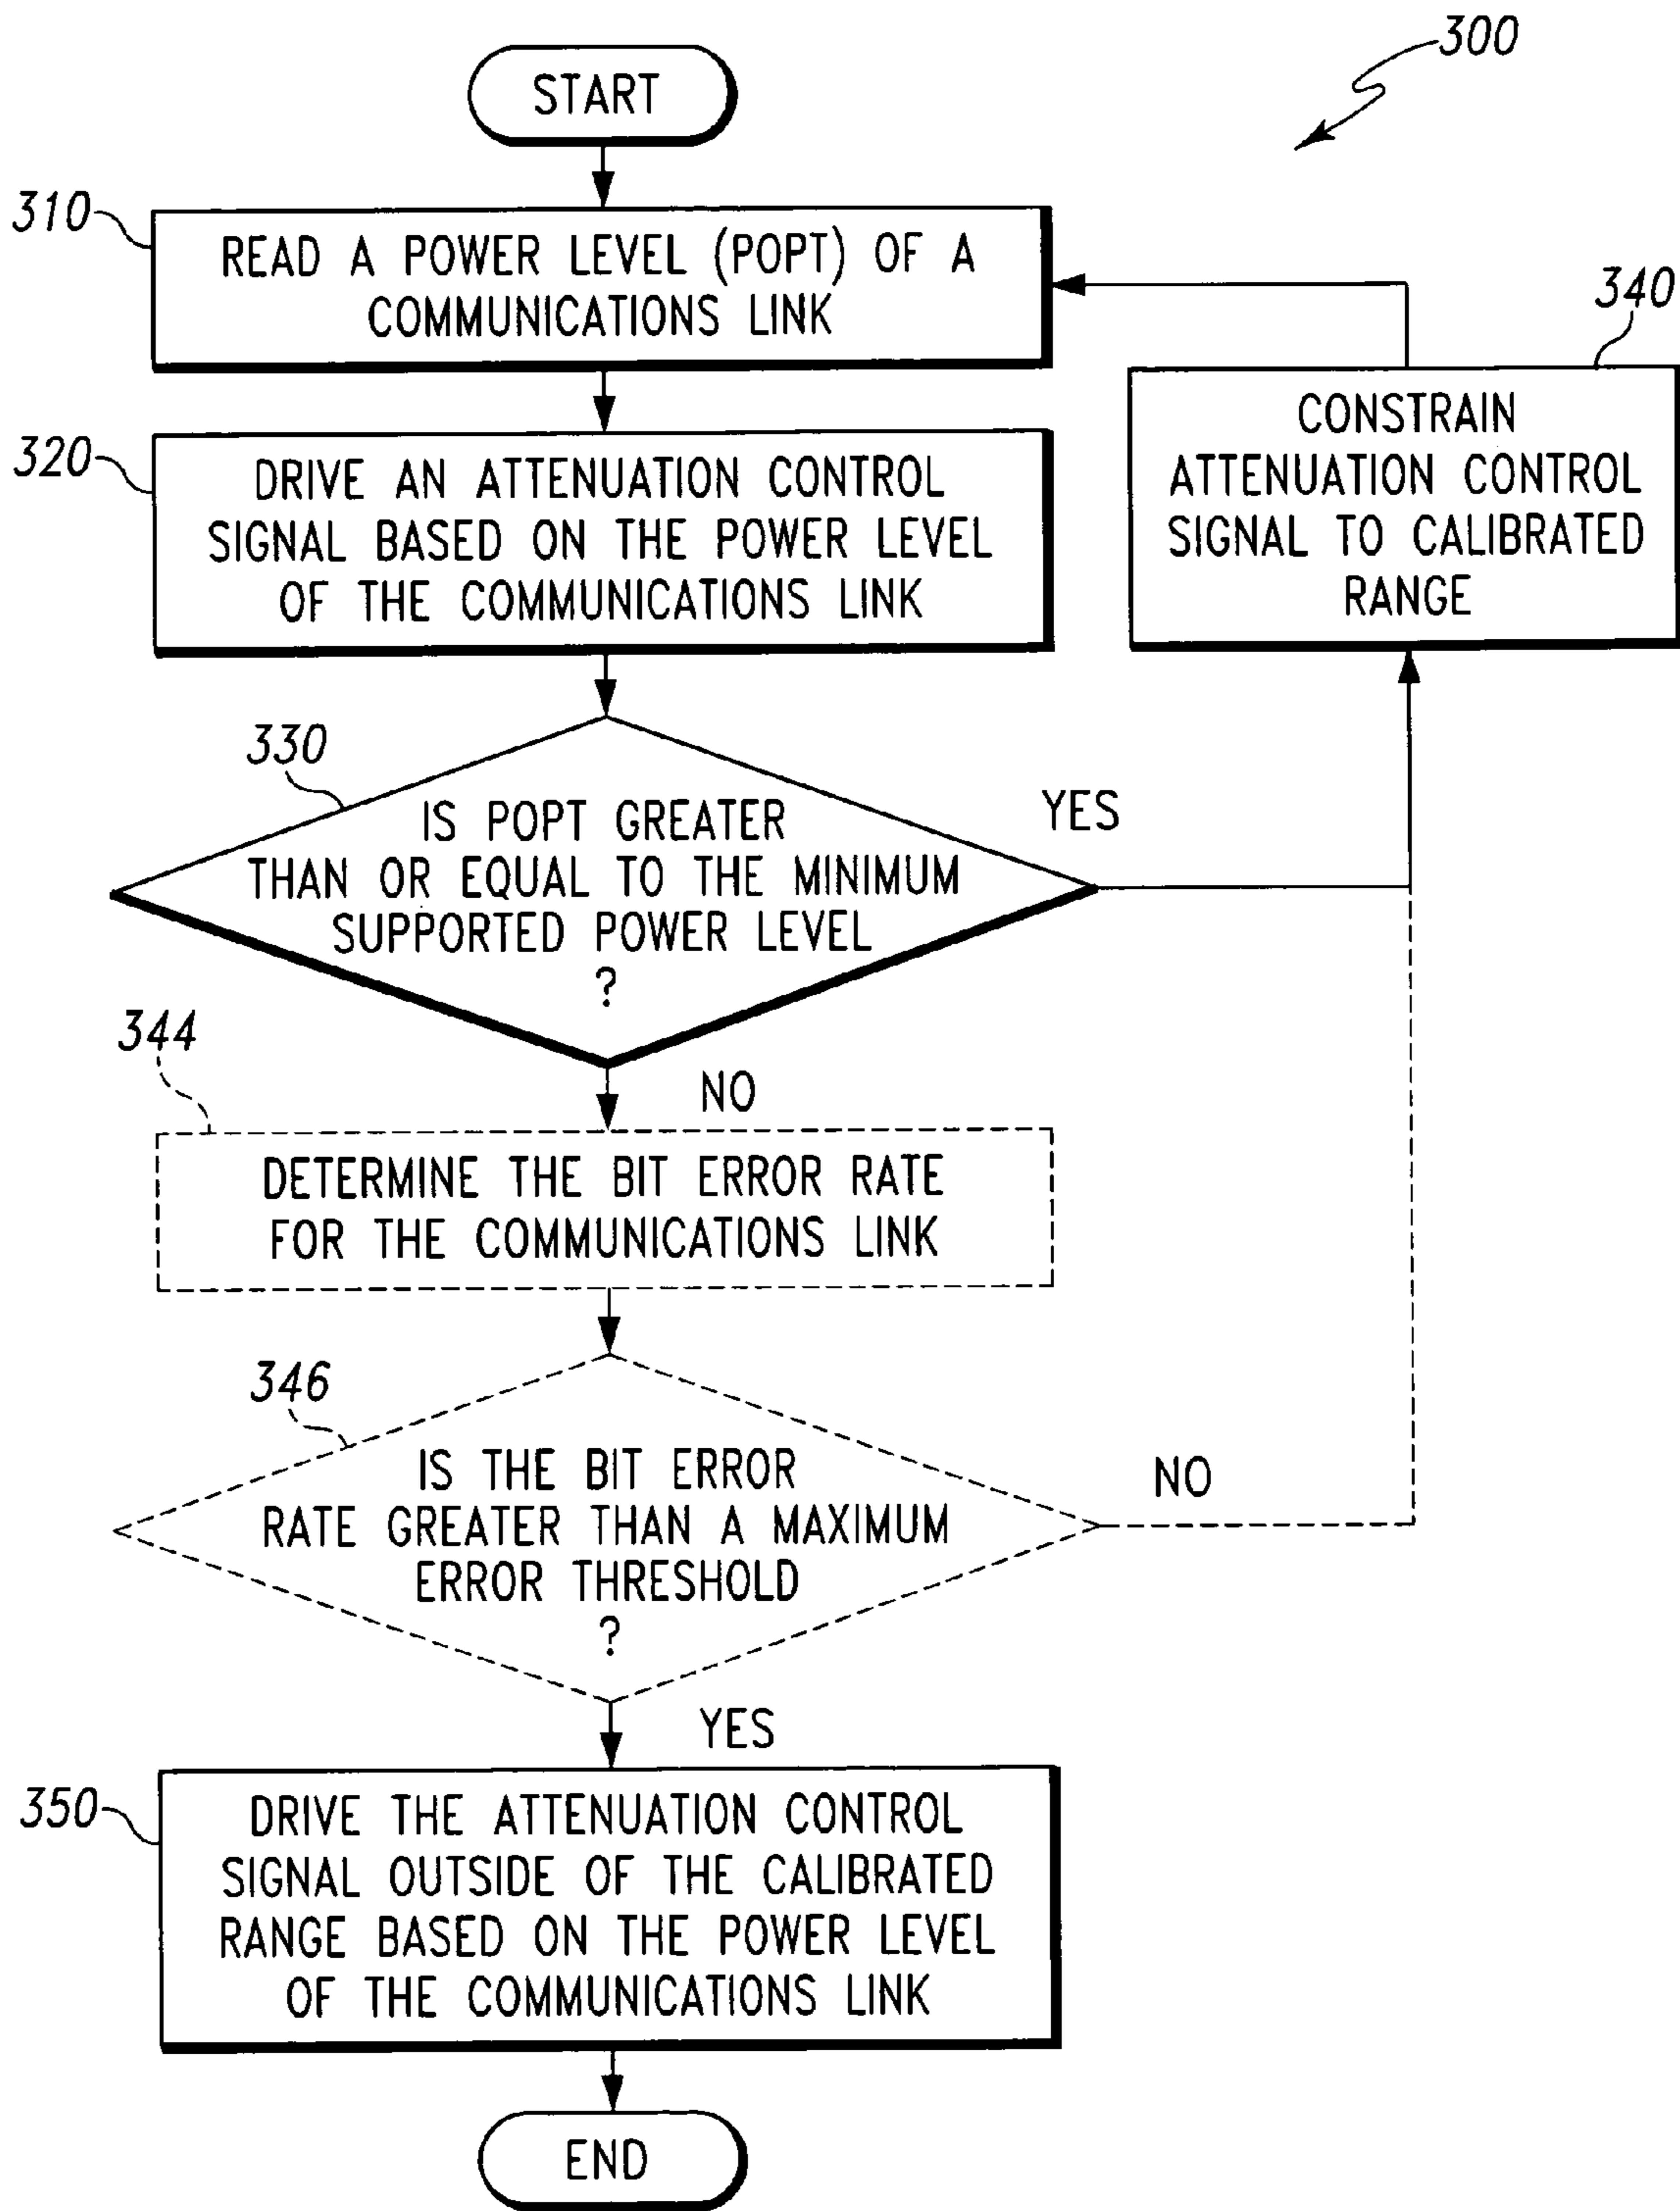 300
START
310
READ A POWER LEVEL (POPT) OF A
COMMUNICATIONS LINK
340
CONSTRAIN
ATTENUATION CONTROL
SIGNAL TO CALIBRATED
RANGE
320
DRIVE AN ATTENUATION CONTROL
SIGNAL BASED ON THE POWER LEVEL
OF THE COMMUNICATIONS LINK
330
IS POPT GREATER
THAN OR EQUAL TO THE MINIMUM
SUPPORTED POWER LEVEL
?
YES
NO
344
DETERMINE THE BIT ERROR RATE
FOR THE COMMUNICATIONS LINK
346
IS THE BIT ERROR
RATE GREATER THAN A MAXIMUM
ERROR THRESHOLD
?
NO
YES
350
DRIVE THE ATTENUATION CONTROL
SIGNAL OUTSIDE OF THE CALIBRATED
RANGE BASED ON THE POWER LEVEL
OF THE COMMUNICATIONS LINK
END